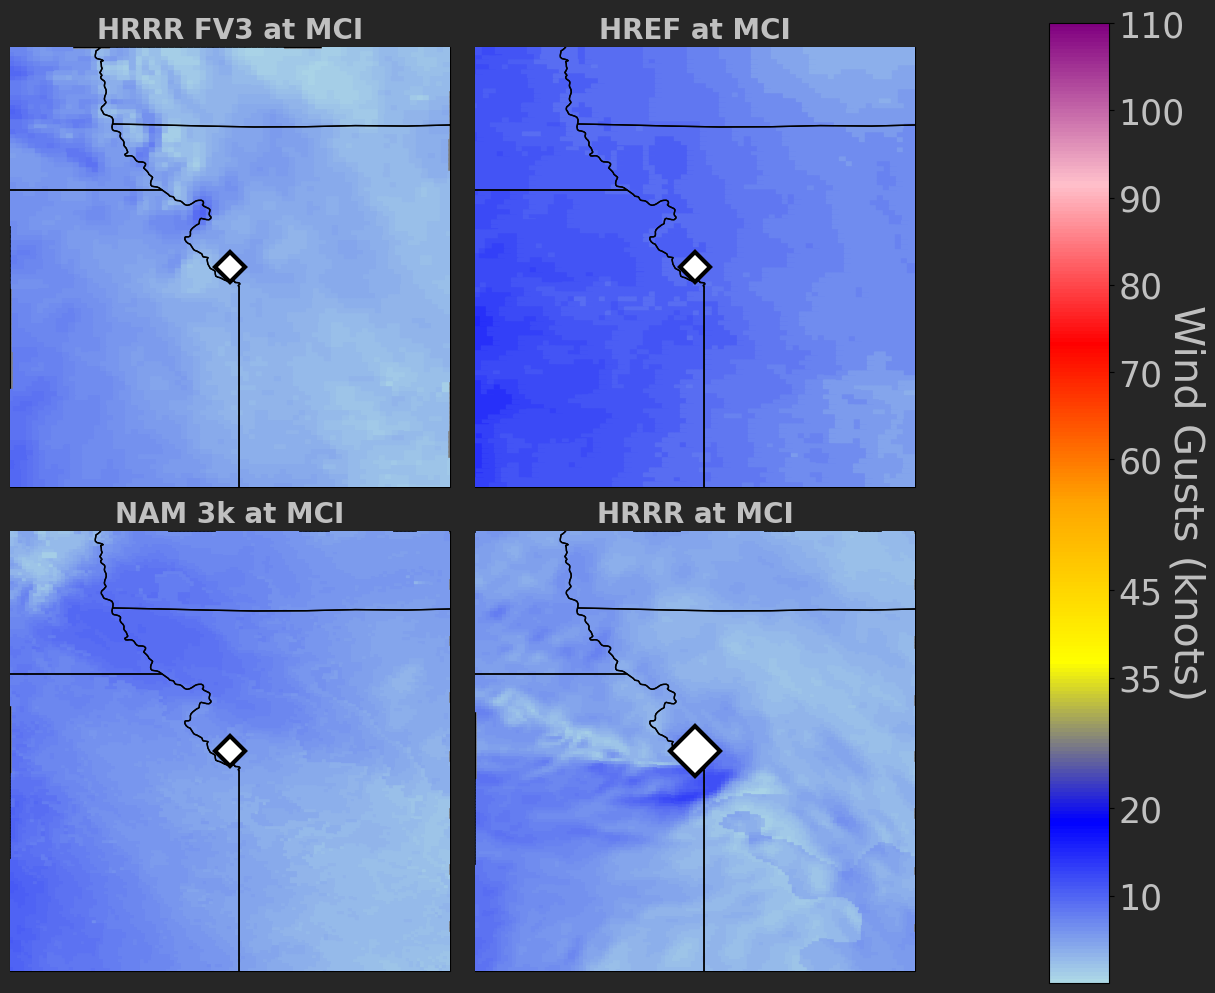 HRRR FV3 at MCI
HREF at MCI
NAM 3k at MCI
HRRR at MCI
110
100
90
80
70
60
45
35
20
10
Wind Gusts (knots)